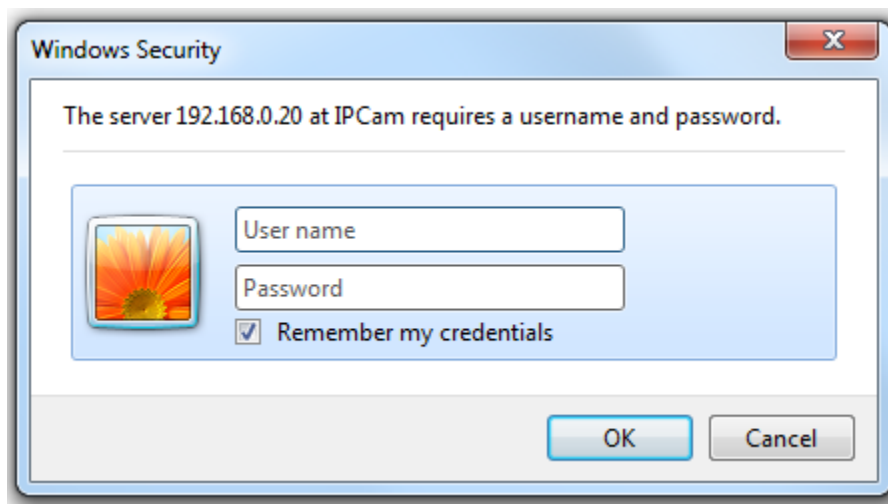 Windows Security
The server 192.168.0.20 at IPCam requires a username and password.
User name
Password
Remember my credentials
OK
Cancel